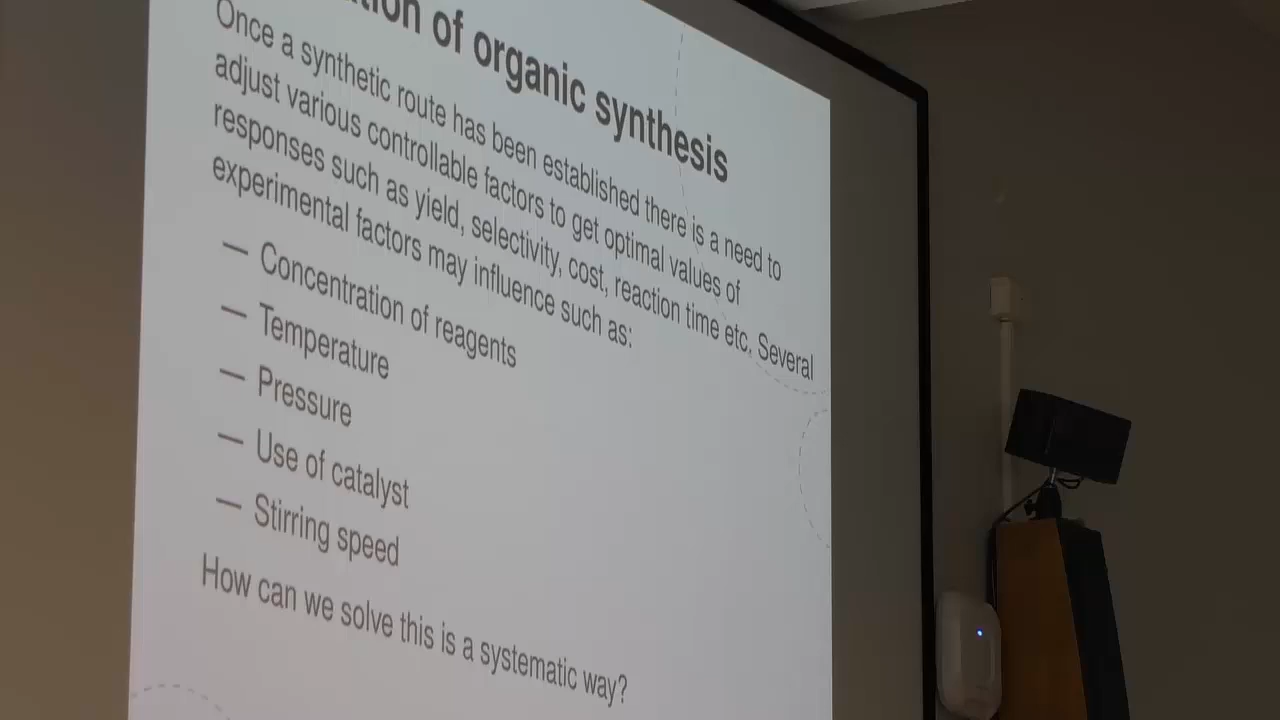 of organic synthesis
Once a synthetic route has been established there is a need to
adjust various controllable factors to get optimal values of
responses such as yield, selectivity, cost, reaction time etc. Several
experimental factors may influence such as:
— Concentration of reagents
— Temperature
— Pressure
— Use of catalyst
— Stirring speed
How can we solve this is a systematic way?